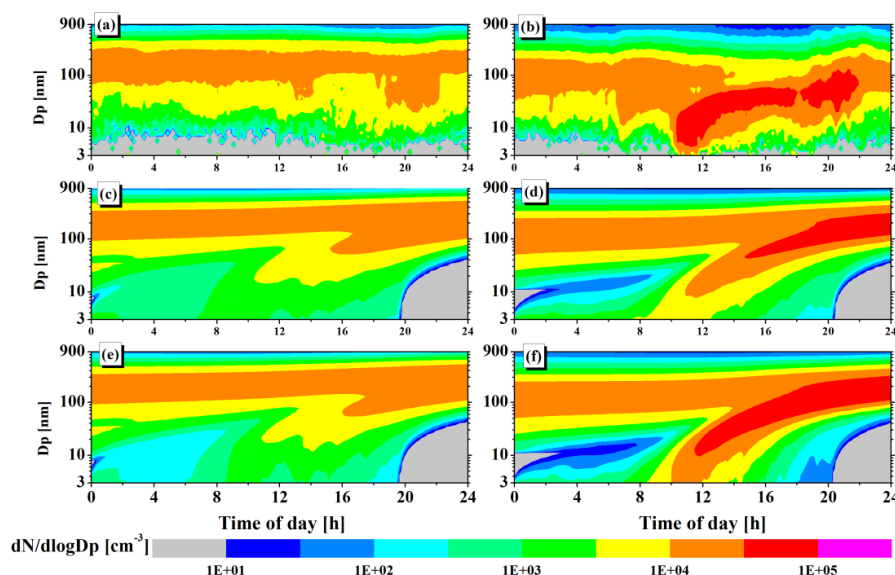 (a) (b)
900 900
100 100
10 10
3 3
Dp [nm]
0 4 8 12 16 20 24 0 4 8 12 16 20 24
(c) (d)
900 900
100 100
10 10
3 3
Dp [nm]
0 4 8 12 16 20 24 0 4 8 12 16 20 24
(e) (f)
900 900
100 100
10 10
3 3
Dp [nm]
0 4 8 12 16 20 24 0 4 8 12 16 20 24
Time of day [h] Time of day [h]
dN/dlogDp [cm-3]
1E+01 1E+02 1E+03 1E+04 1E+05